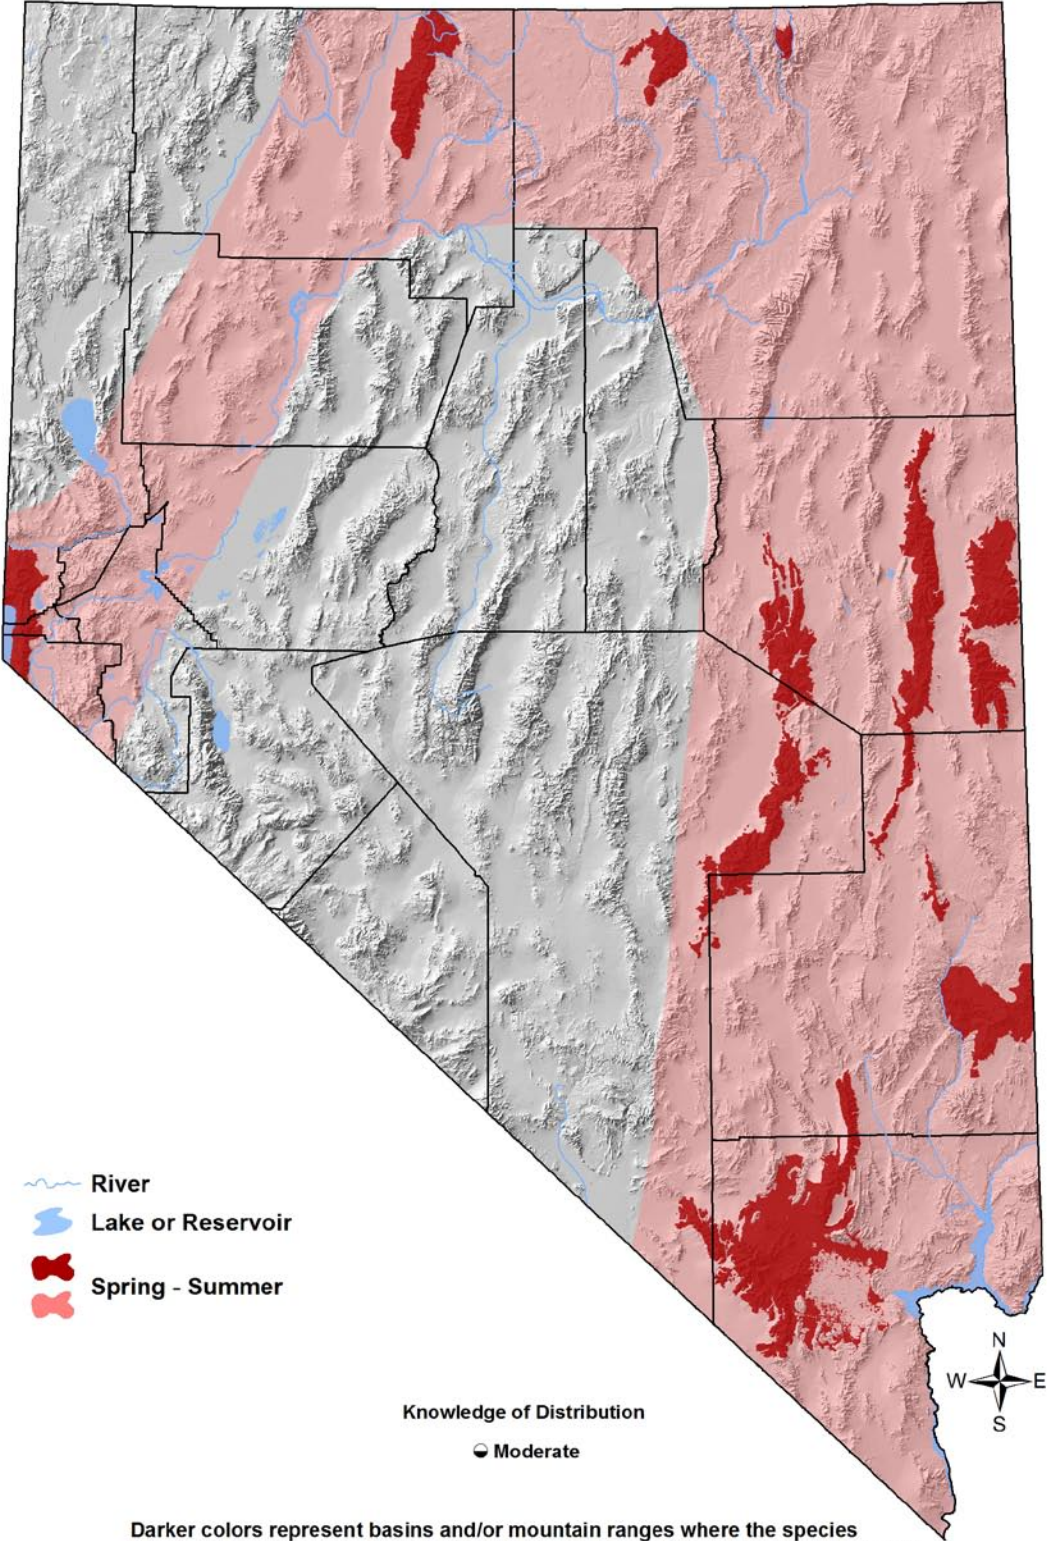 River
Lake or Reservoir
Spring - Summer
N
W E
S
Knowledge of Distribution
Moderate
Darker colors represent basins and/or mountain ranges where the species